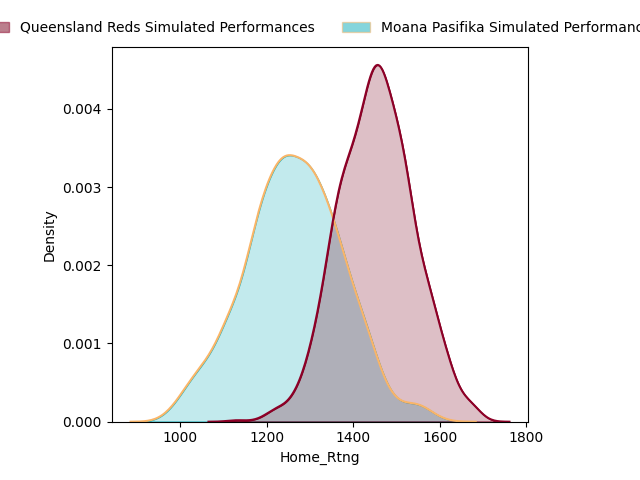 Queensland Reds Simulated Performances
Moana Pasifika Simulated
0.004
0.003
0.002
0.001
0.000
Density
1000 1200 1400 1600 1800
Home_Rtng